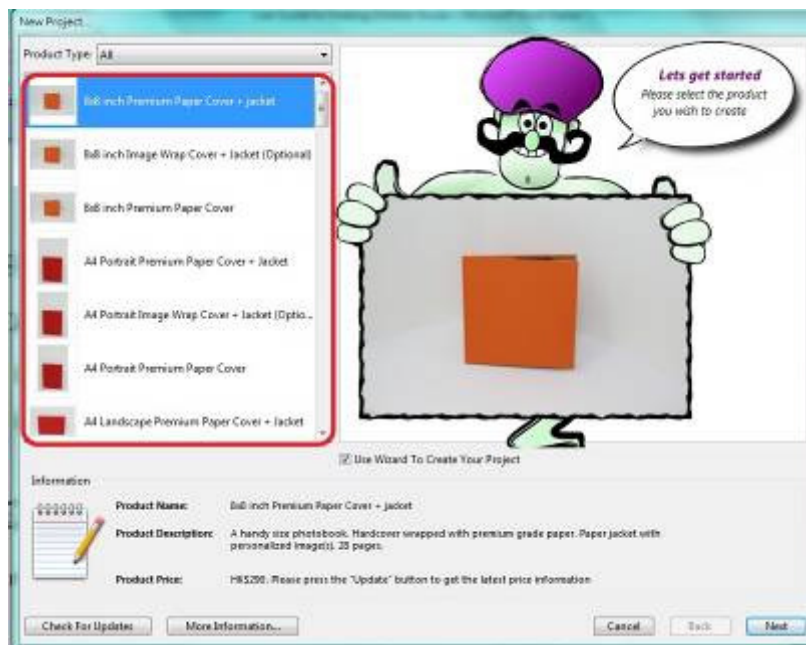 New Project...
Product Type: All
8x8 inch Premium Paper Cover + jacket
8x8 inch Image Wrap Cover + Jacket (Optional)
8x8 inch Premium Paper Cover
A4 Portrait Premium Paper Cover + Jacket
A4 Portrait Image Wrap Cover + Jacket (Optio...
A4 Portrait Premium Paper Cover
A4 Landscape Premium Paper Cover + Jacket
Lets get started
Please select the product
you wish to create
Use Wizard To Create Your Project
Information
Product Name: 8x8 inch Premium Paper Cover + jacket
Product Description: A handy size photobook. Hardcover wrapped with premium grade paper. Paper jacket with
personalized image(s). 28 pages.
Product Price: HK$298. Please press the "Update" button to get the latest price information
Check For Updates
More Information...
Cancel
Back
Next